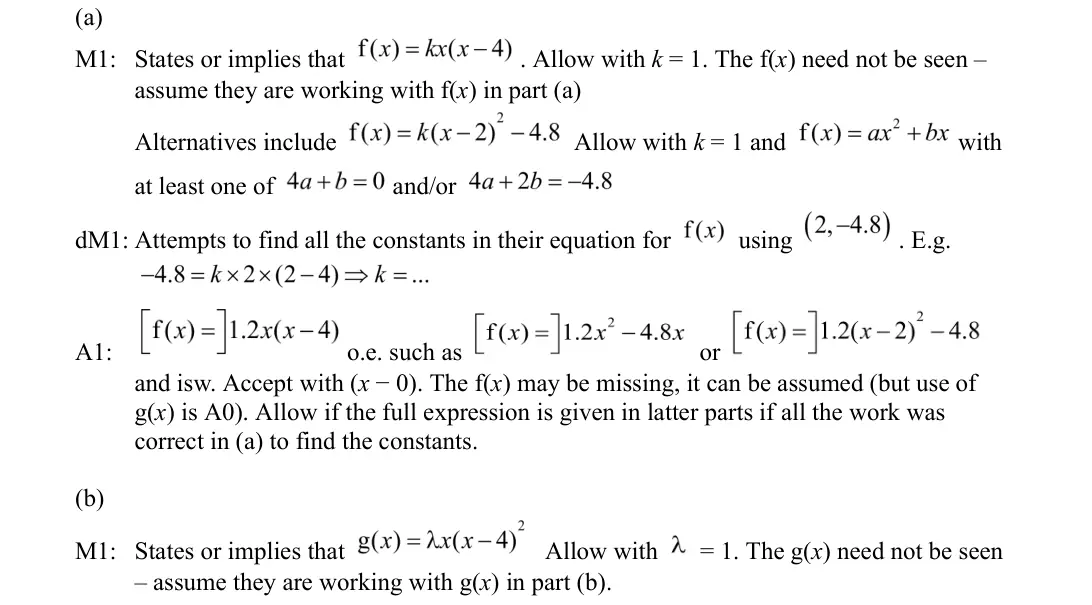 (a)
M1: States or implies that f(x) = kx(x − 4) . Allow with k = 1. The f(x) need not be seen –
assume they are working with f(x) in part (a)
Alternatives include f(x) = k(x − 2)² − 4.8 Allow with k = 1 and f(x) = ax² + bx with
at least one of 4a + b = 0 and/or 4a + 2b = −4.8
dM1: Attempts to find all the constants in their equation for f(x) using (2, −4.8) . E.g.
−4.8 = k × 2 × (2 − 4) ⇒ k = ...
A1: [f(x) =]1.2x(x − 4) o.e. such as [f(x) =]1.2x² − 4.8x or [f(x) =]1.2(x − 2)² − 4.8
and isw. Accept with (x − 0). The f(x) may be missing, it can be assumed (but use of
g(x) is A0). Allow if the full expression is given in latter parts if all the work was
correct in (a) to find the constants.
(b)
M1: States or implies that g(x) = λx(x − 4)² Allow with λ = 1. The g(x) need not be seen
– assume they are working with g(x) in part (b).